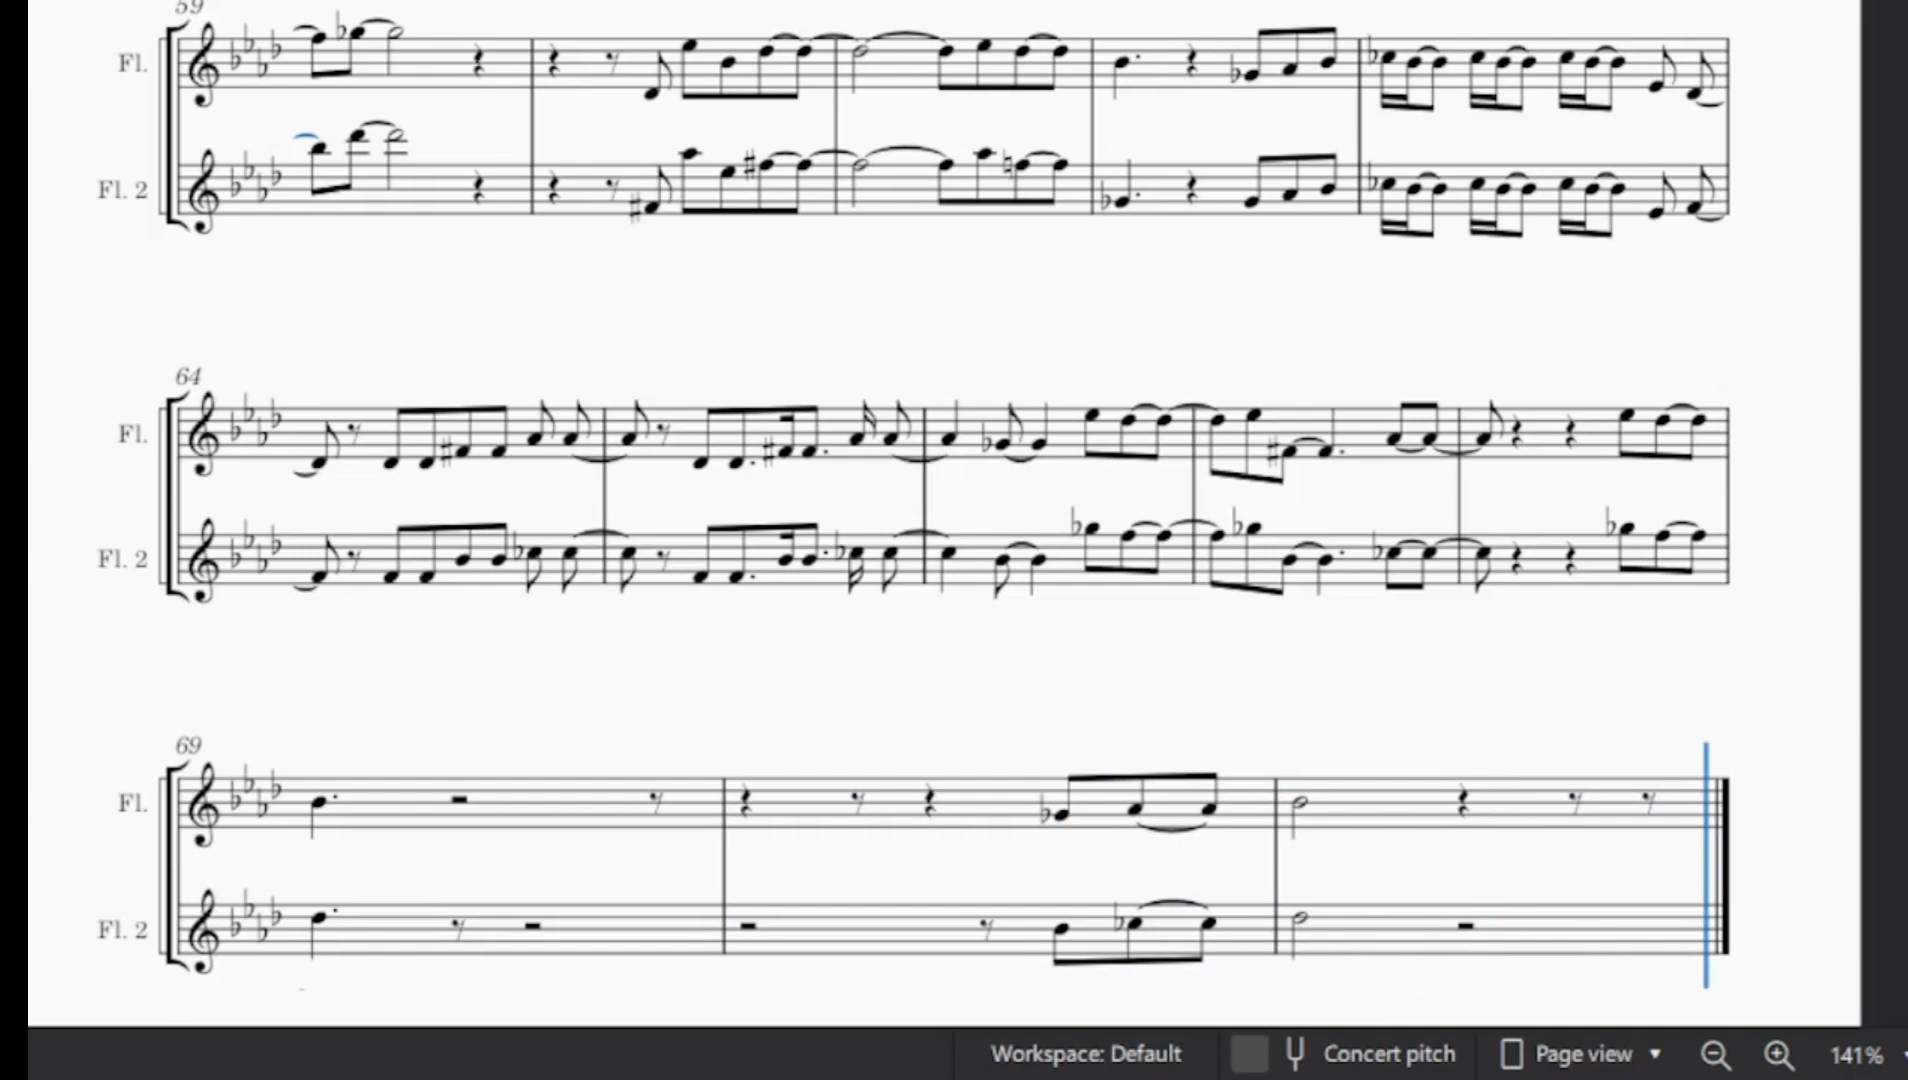 59
Fl.
Fl. 2
64
Fl.
Fl. 2
69
Fl.
Fl. 2
Workspace: Default Concert pitch Page view 141%